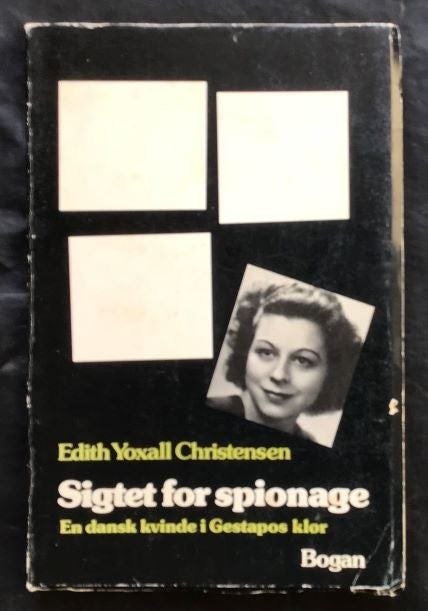 Edith Yoxall Christensen
Sigtet for spionage
En dansk kvinde i Gestapos klør
Bogan